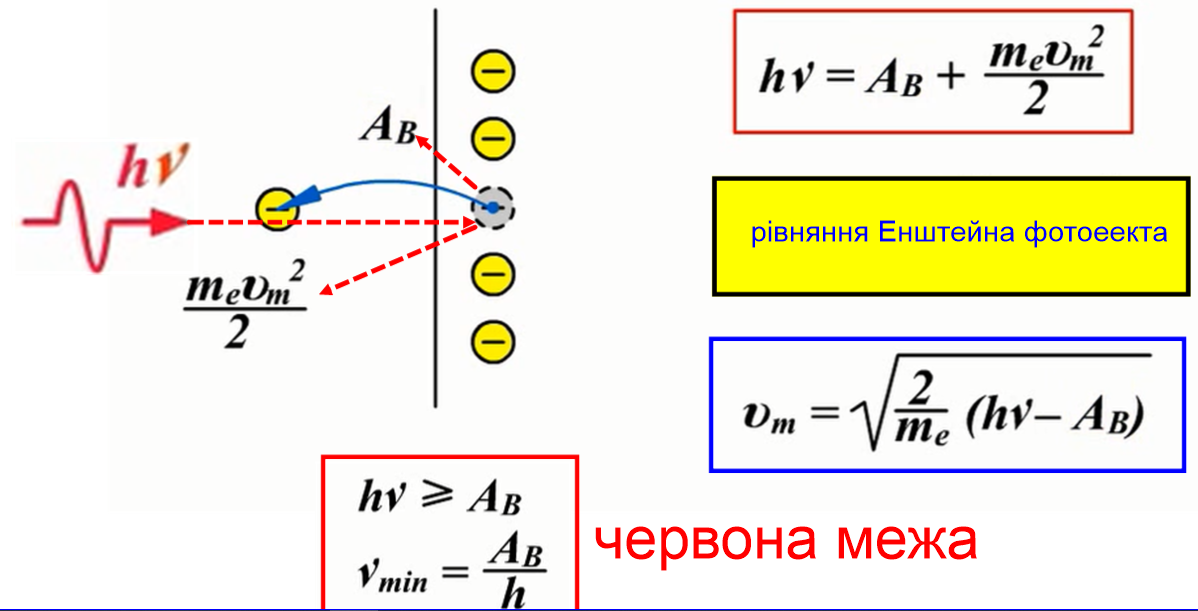 hν = A_B + m_eυ_m²/2
A_B
hν
рівняння Енштейна фотоеекта
m_eυ_m²/2
υ_m = √(2/m_e (hν – A_B))
hν ⩾ A_B
червона межа
ν_min = A_B/h